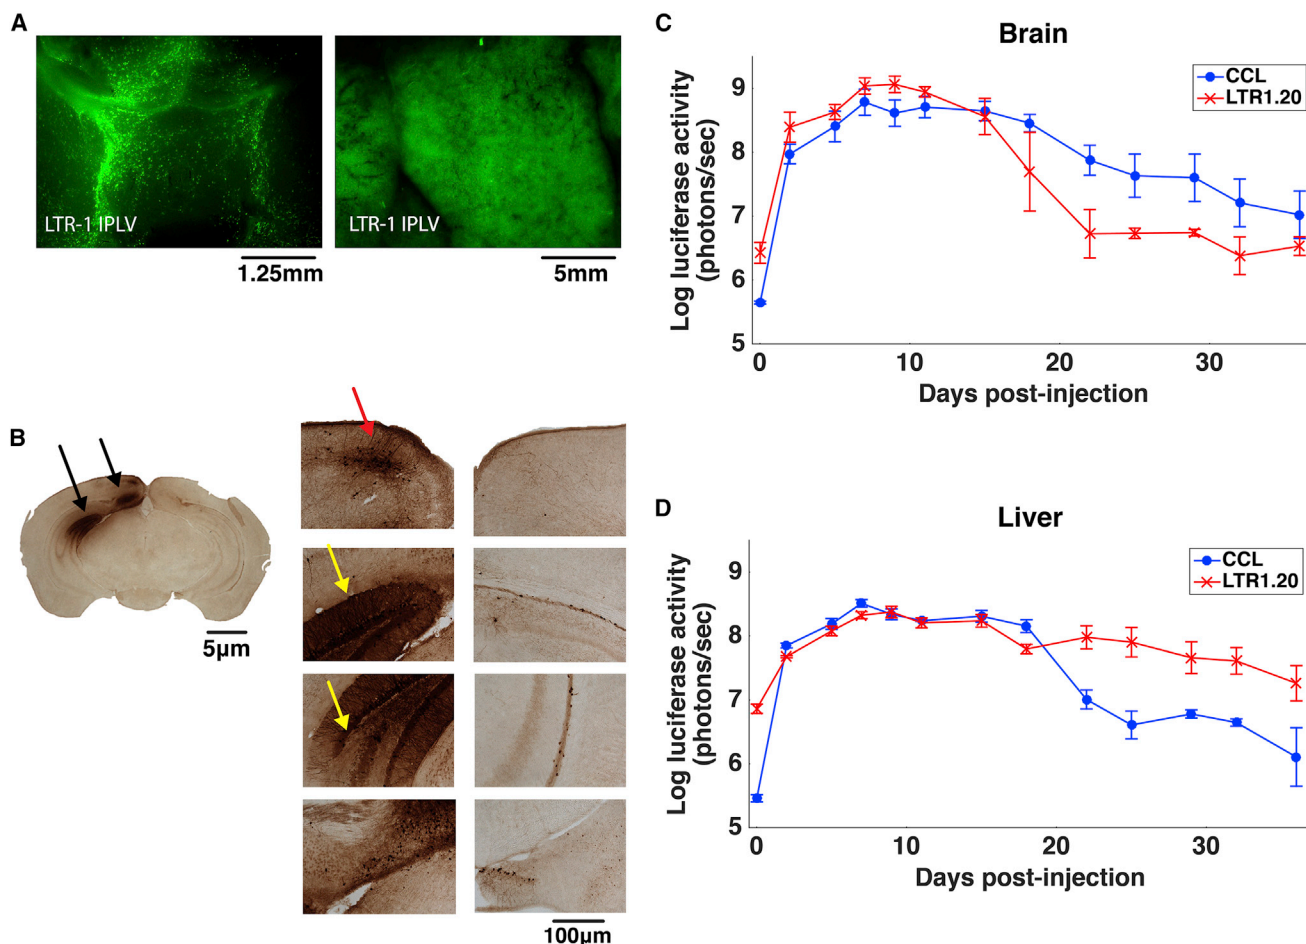 A
LTR-1 IPLV
LTR-1 IPLV
1.25mm
5mm
B
5µm
100µm
C
Brain
CCL
LTR1.20
Log luciferase activity
(photons/sec)
9
8
7
6
5
0
10
20
30
Days post-injection
D
Liver
CCL
LTR1.20
Log luciferase activity
(photons/sec)
9
8
7
6
5
0
10
20
30
Days post-injection